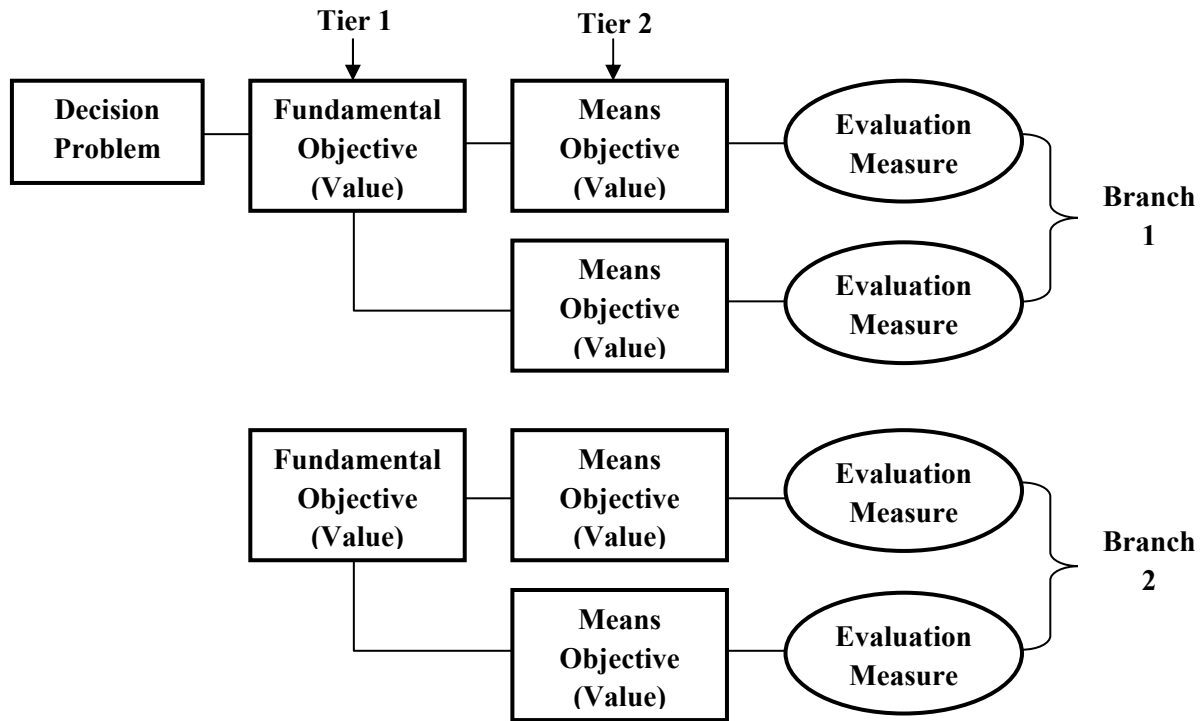 Tier 1
Tier 2
Decision
Problem
Fundamental
Objective
(Value)
Means
Objective
(Value)
Evaluation
Measure
Means
Objective
(Value)
Evaluation
Measure
Branch
1
Fundamental
Objective
(Value)
Means
Objective
(Value)
Evaluation
Measure
Means
Objective
(Value)
Evaluation
Measure
Branch
2